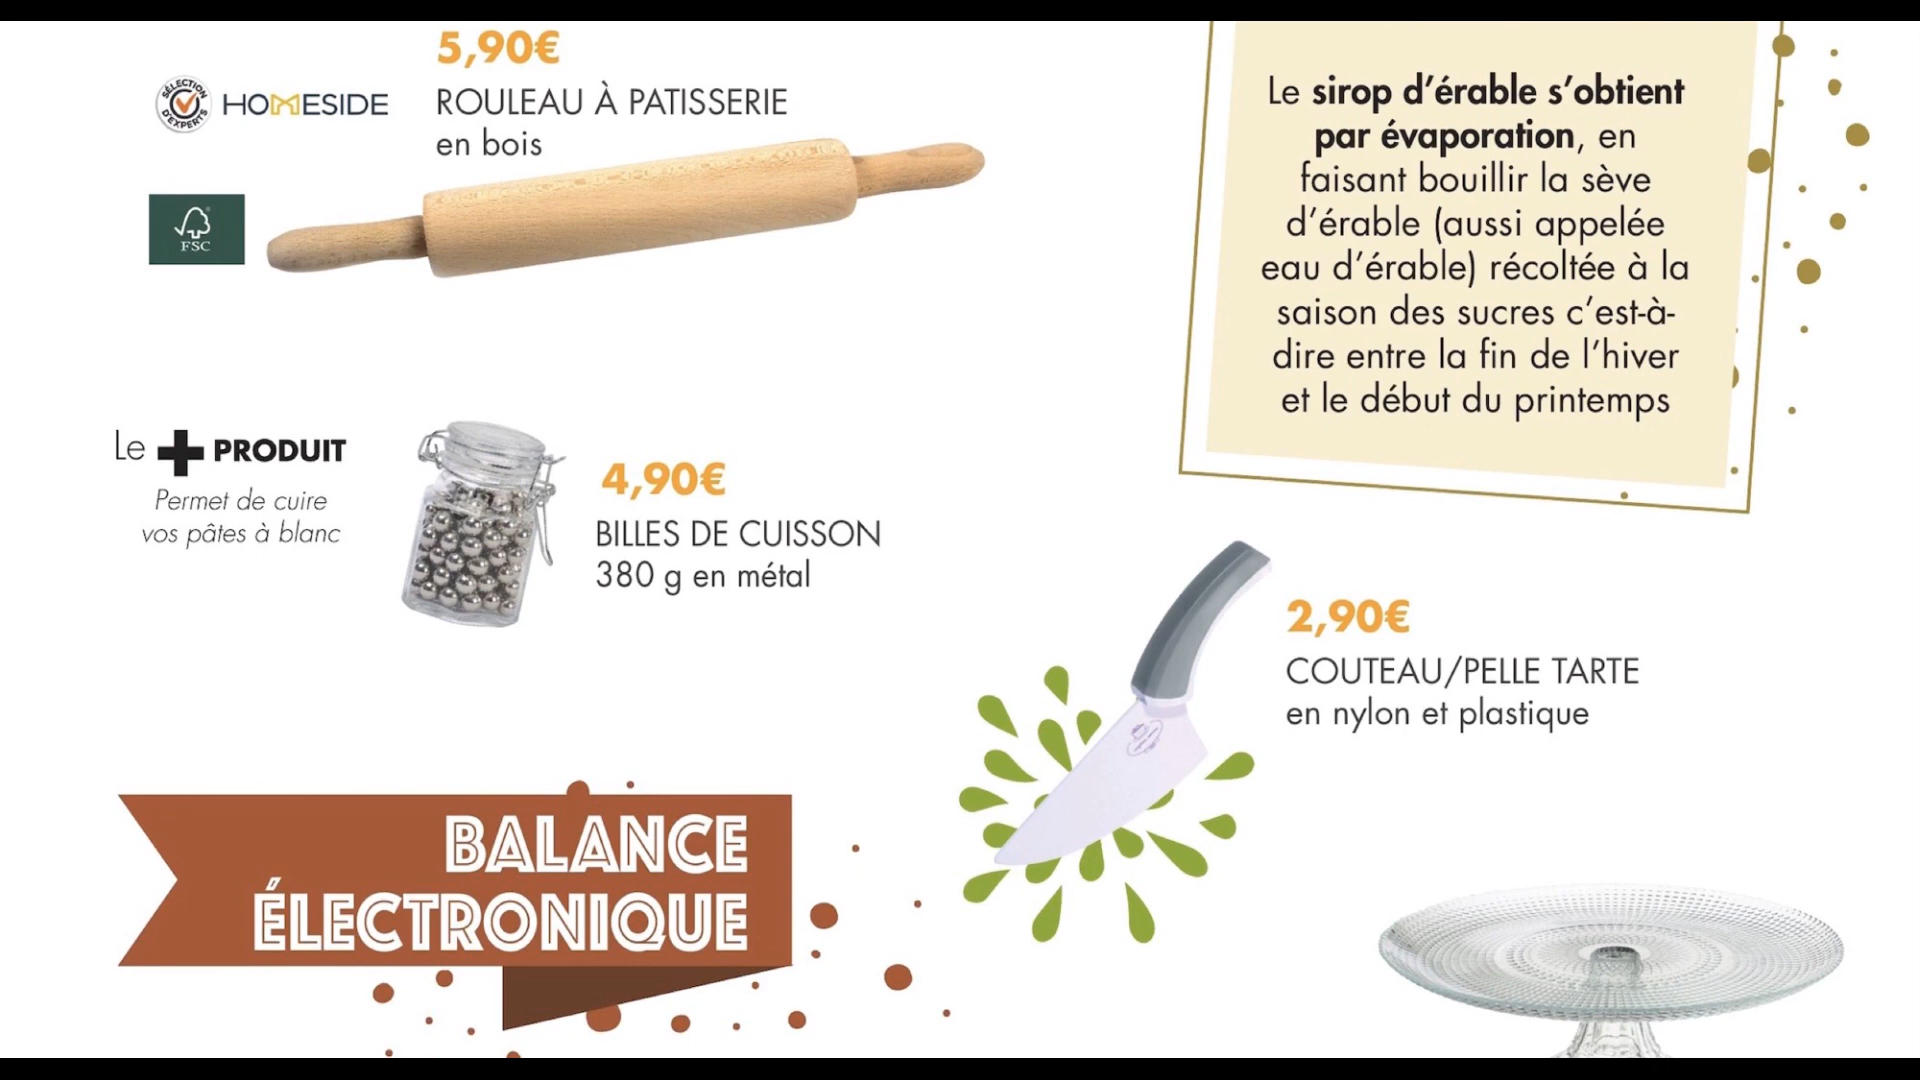 5,90€
SÉLECTION
D'EXPERTS
HOMESIDE
ROULEAU À PATISSERIE
en bois
FSC
Le sirop d’érable s’obtient
par évaporation, en
faisant bouillir la sève
d’érable (aussi appelée
eau d’érable) récoltée à la
saison des sucres c’est-à-
dire entre la fin de l’hiver
et le début du printemps
Le + PRODUIT
Permet de cuire
vos pâtes à blanc
4,90€
BILLES DE CUISSON
380 g en métal
2,90€
COUTEAU/PELLE TARTE
en nylon et plastique
BALANCE
ÉLECTRONIQUE